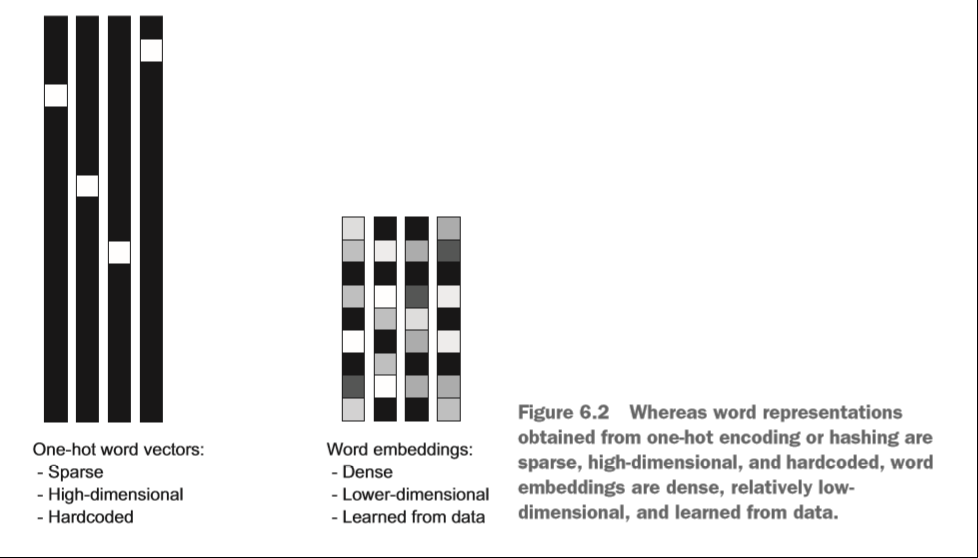 One-hot word vectors:
- Sparse
- High-dimensional
- Hardcoded
Word embeddings:
- Dense
- Lower-dimensional
- Learned from data
Figure 6.2 Whereas word representations
obtained from one-hot encoding or hashing are
sparse, high-dimensional, and hardcoded, word
embeddings are dense, relatively low-
dimensional, and learned from data.